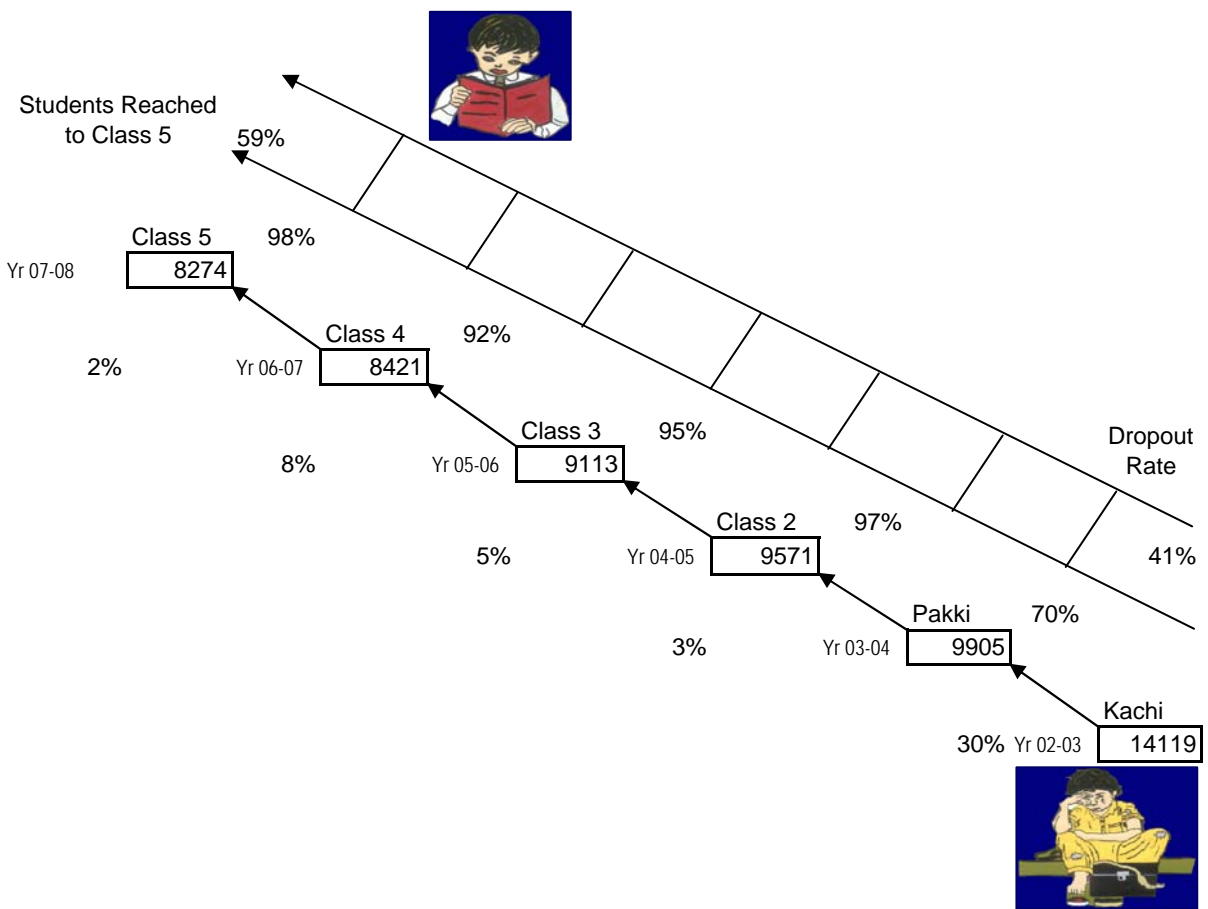 Students Reached
to Class 5
59%
Class 5
98%
Yr 07-08
8274
Class 4
92%
2%
Yr 06-07
8421
Class 3
95%
Dropout
Rate
8%
Yr 05-06
9113
Class 2
97%
5%
Yr 04-05
9571
41%
Pakki
70%
3%
Yr 03-04
9905
Kachi
30%
Yr 02-03
14119